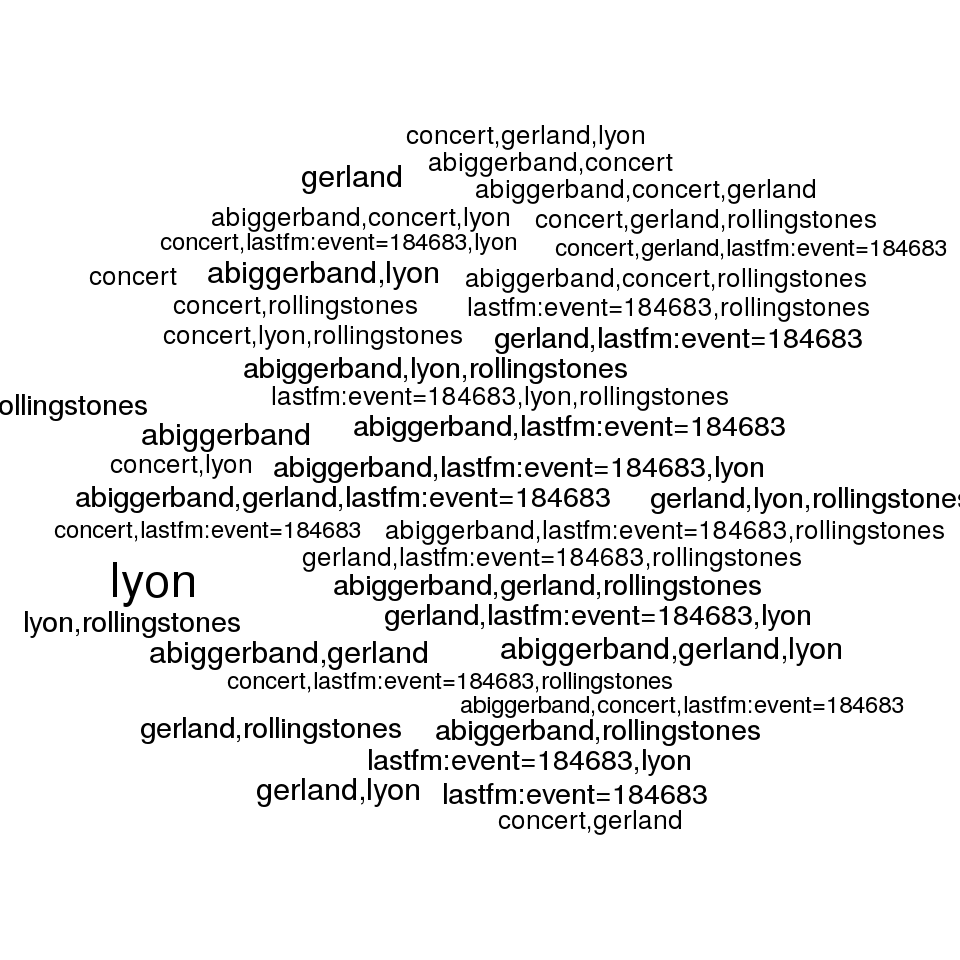 concert,gerland,lyon
abiggerband,concert
gerland
abiggerband,concert,gerland
abiggerband,concert,lyon
concert,gerland,rollingstones
concert,lastfm:event=184683,lyon
concert,gerland,lastfm:event=184683
concert
abiggerband,lyon
abiggerband,concert,rollingstones
concert,rollingstones
lastfm:event=184683,rollingstones
concert,lyon,rollingstones
gerland,lastfm:event=184683
abiggerband,lyon,rollingstones
lastfm:event=184683,lyon,rollingstones
ollingstones
abiggerband
abiggerband,lastfm:event=184683
concert,lyon
abiggerband,lastfm:event=184683,lyon
abiggerband,gerland,lastfm:event=184683
gerland,lyon,rollingstones
concert,lastfm:event=184683
abiggerband,lastfm:event=184683,rollingstones
gerland,lastfm:event=184683,rollingstones
lyon
abiggerband,gerland,rollingstones
gerland,lastfm:event=184683,lyon
lyon,rollingstones
abiggerband,gerland
abiggerband,gerland,lyon
concert,lastfm:event=184683,rollingstones
abiggerband,concert,lastfm:event=184683
gerland,rollingstones
abiggerband,rollingstones
lastfm:event=184683,lyon
gerland,lyon
lastfm:event=184683
concert,gerland